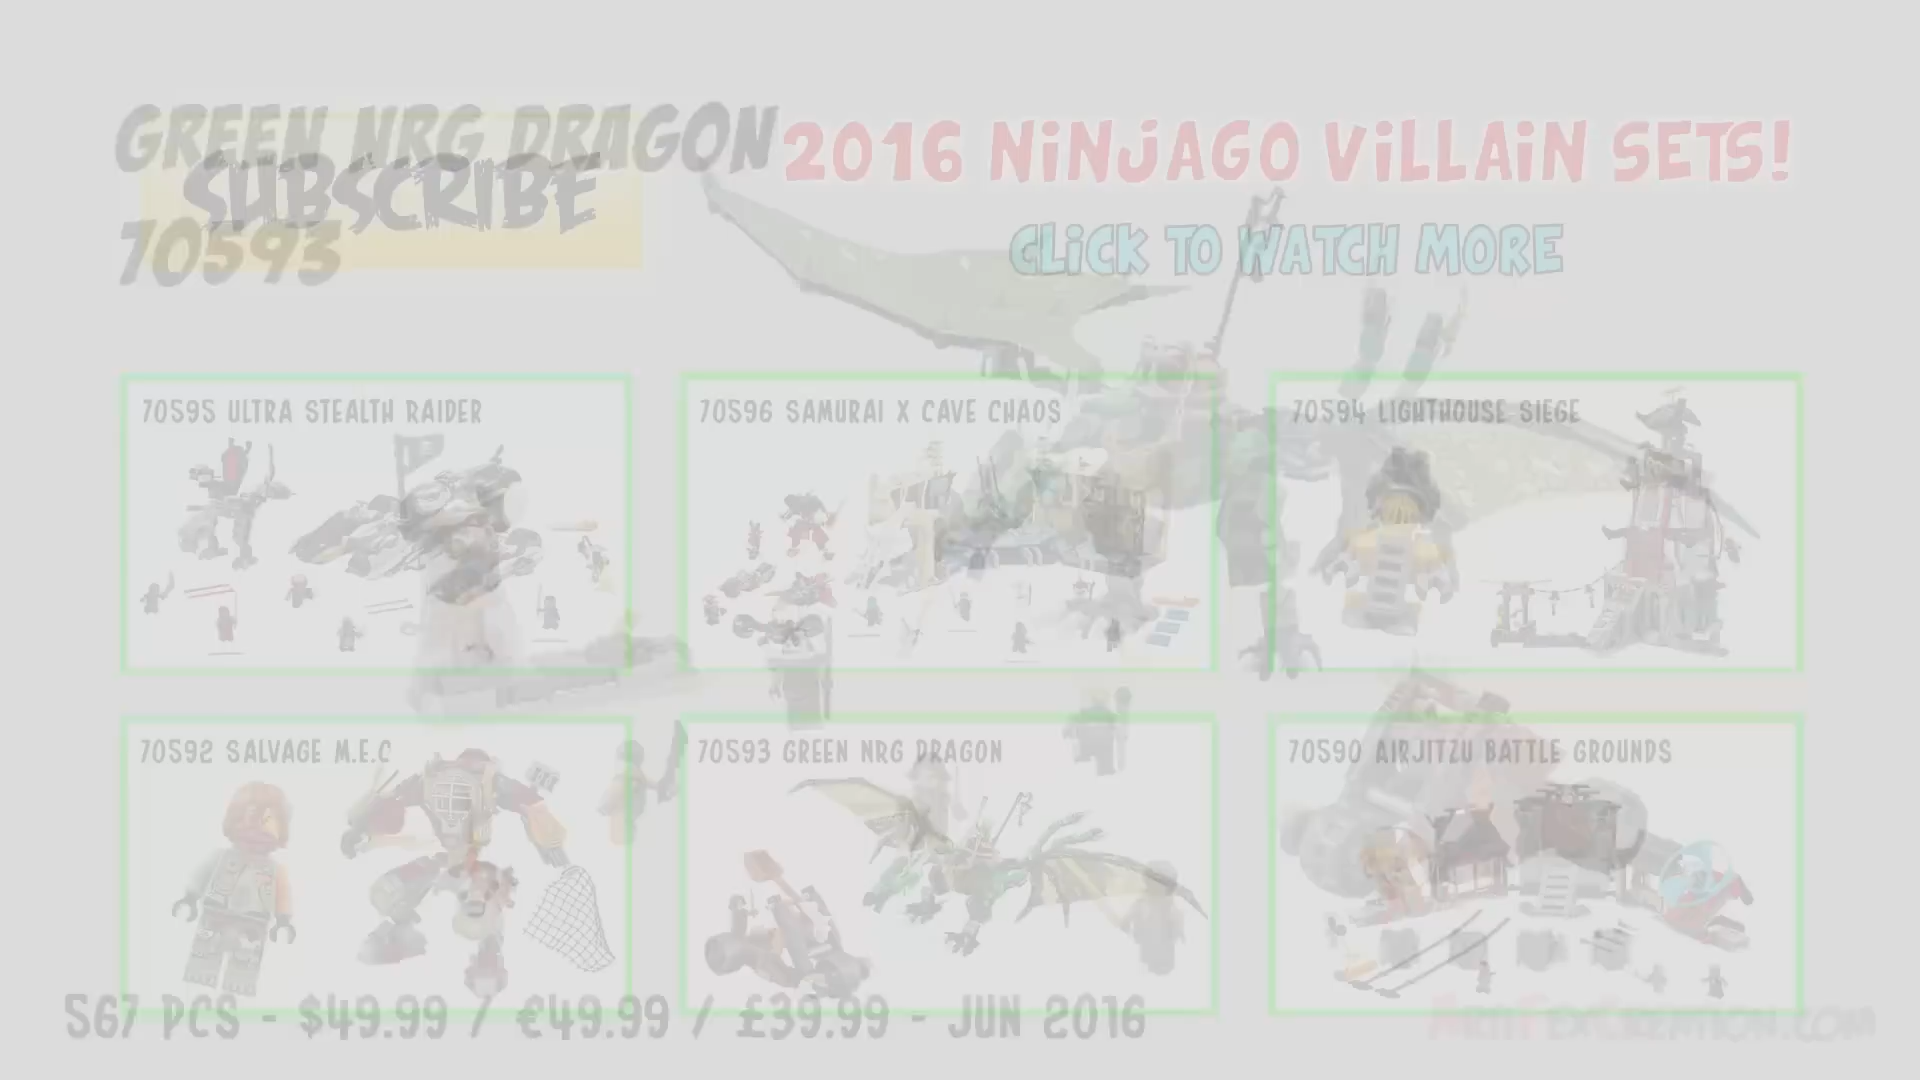 GREEN NRG DRAGON
SUBSCRIBE
70593
2016 NiNJAGO ViLLAiN SETS!
CLiCK TO WATCH MORE
70595 ULTRA STEALTH RAIDER
70596 SAMURAI X CAVE CHAOS
70594 LIGHTHOUSE SIEGE
70592 SALVAGE M.E.C
70593 GREEN NRG DRAGON
70590 AIRJITZU BATTLE GROUNDS
567 PCS - $49.99 / €49.99 / £39.99 - JUN 2016
ARTIFEXCREATION.COM